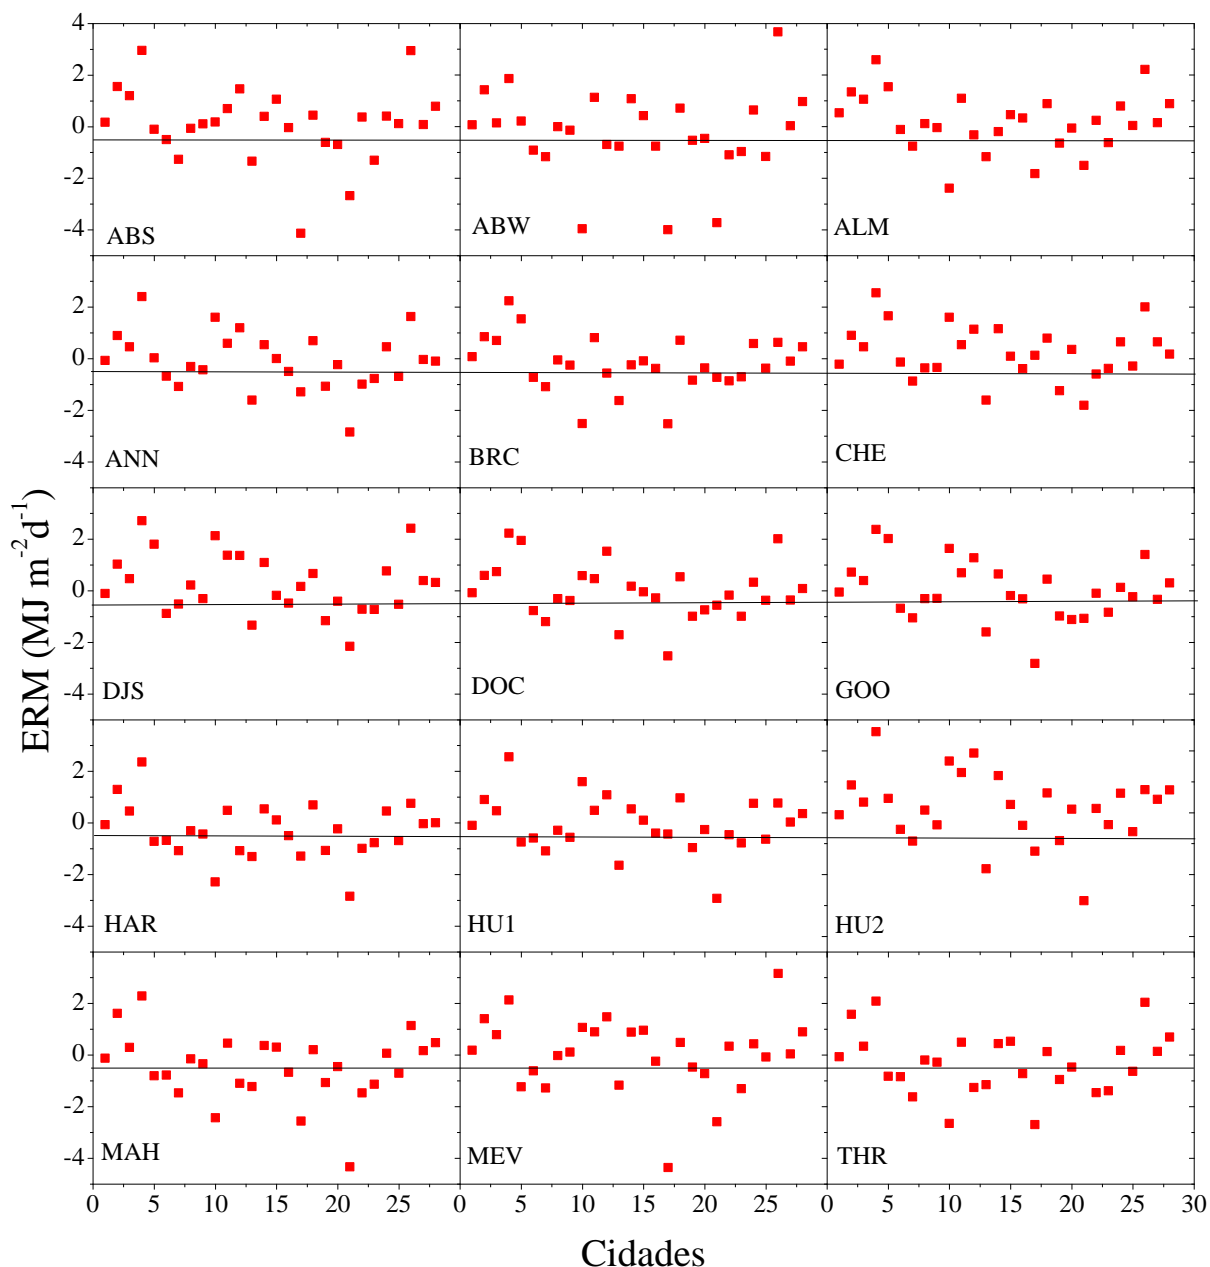 4
2
0
-2
-4
ABS
ABW
ALM
2
0
-2
-4
ANN
BRC
CHE
2
0
-2
-4
DJS
DOC
GOO
2
0
-2
-4
HAR
HU1
HU2
2
0
-2
-4
MAH
MEV
THR
0 5 10 15 20 25 0 5 10 15 20 25 0 5 10 15 20 25 30
Cidades
ERM (MJ m⁻²d⁻¹)